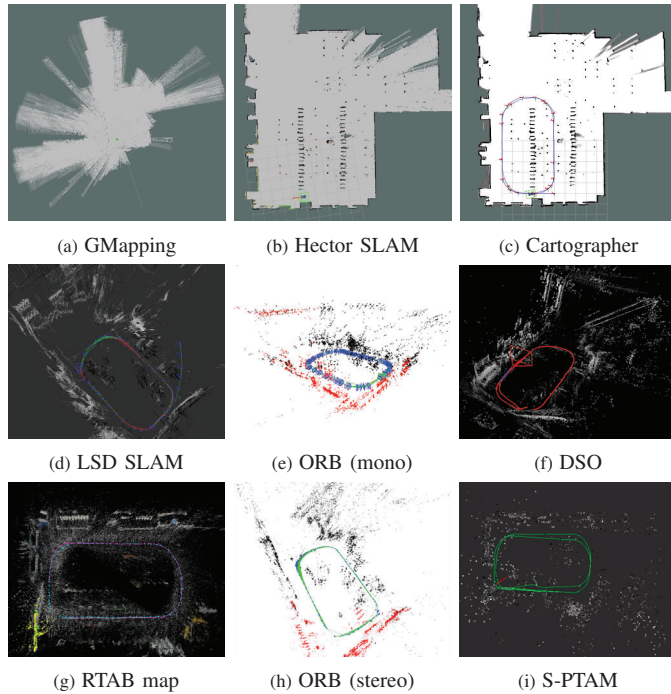 (a) GMapping
(b) Hector SLAM
(c) Cartographer
(d) LSD SLAM
(e) ORB (mono)
(f) DSO
(g) RTAB map
(h) ORB (stereo)
(i) S-PTAM